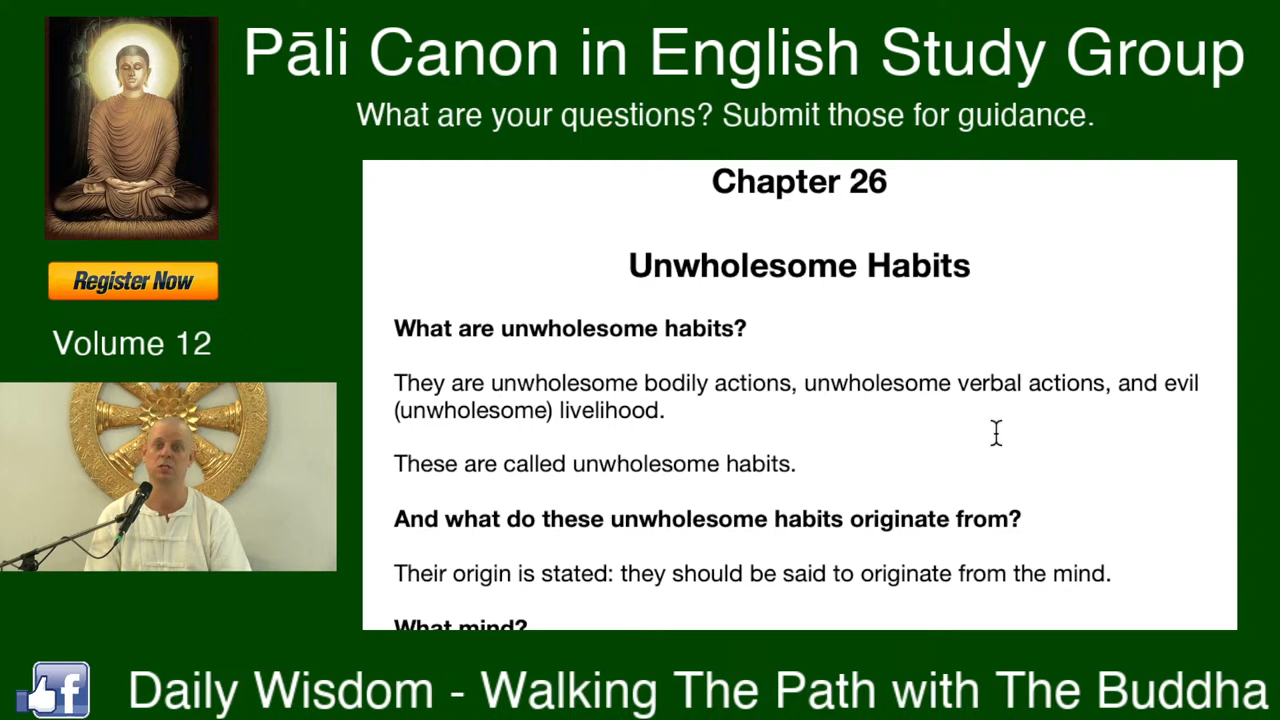 Pāli Canon in English Study Group
What are your questions? Submit those for guidance.
Register Now
Volume 12
Chapter 26
Unwholesome Habits
What are unwholesome habits?
They are unwholesome bodily actions, unwholesome verbal actions, and evil
(unwholesome) livelihood.
These are called unwholesome habits.
And what do these unwholesome habits originate from?
Their origin is stated: they should be said to originate from the mind.
What mind?
f
Daily Wisdom - Walking The Path with The Buddha